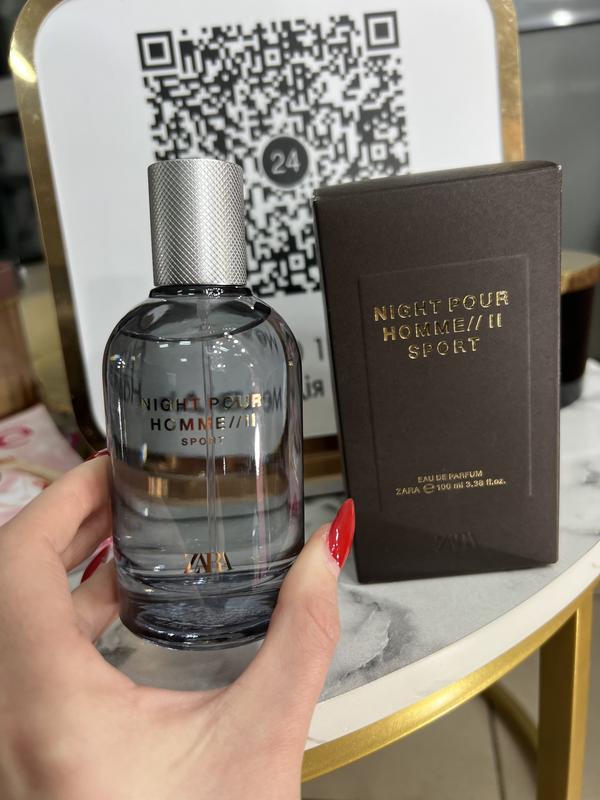 24
NIGHT POUR
HOMME//II
SPORT
ZARA
NIGHT POUR
HOMME// II
SPORT
EAU DE PARFUM
ZARA ℮ 100 ml 3.38 fl.oz.
ZARA